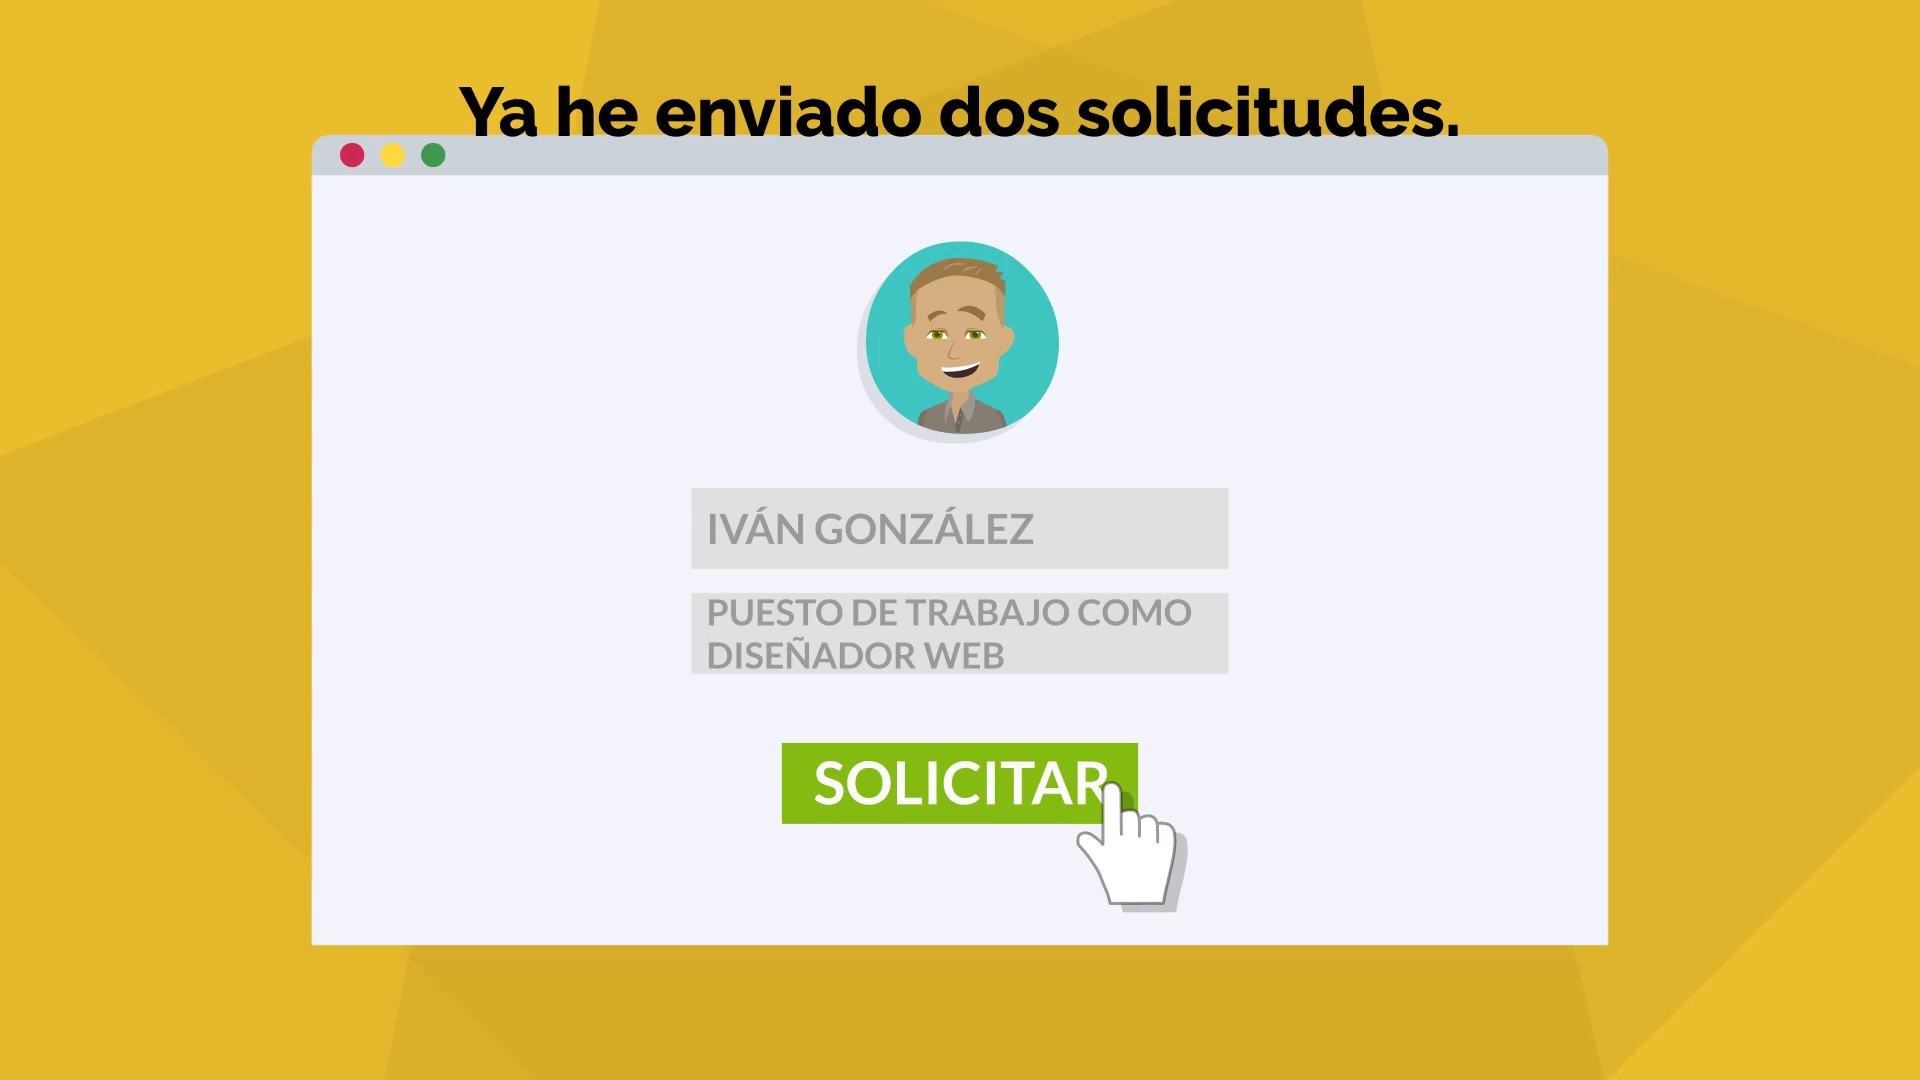 Ya he enviado dos solicitudes.
IVÁN GONZÁLEZ
PUESTO DE TRABAJO COMO
DISEÑADOR WEB
SOLICITAR